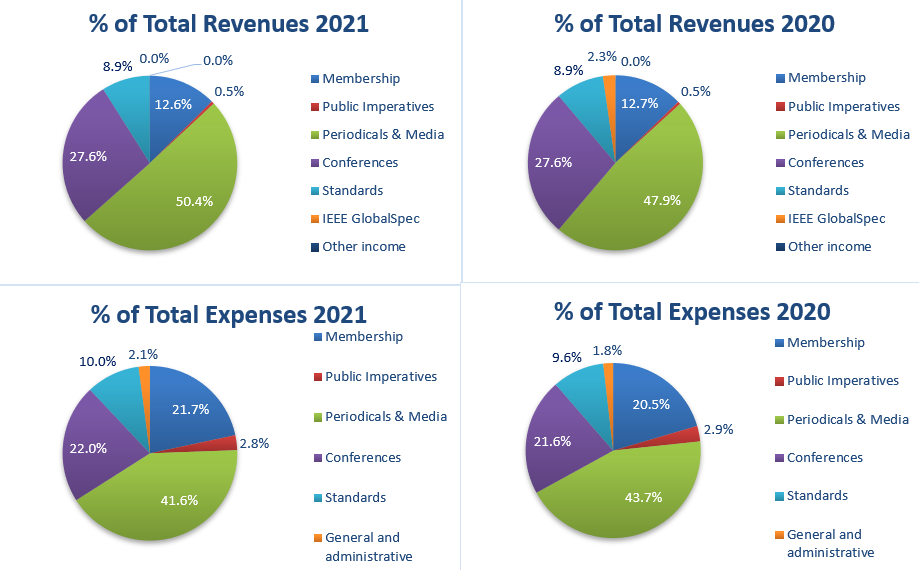 % of Total Revenues 2021
0.0%
0.0%
8.9%
12.6%
0.5%
27.6%
50.4%
Membership
Public Imperatives
Periodicals & Media
Conferences
Standards
IEEE GlobalSpec
Other income
% of Total Revenues 2020
2.3%
0.0%
8.9%
12.7%
0.5%
27.6%
47.9%
Membership
Public Imperatives
Periodicals & Media
Conferences
Standards
IEEE GlobalSpec
Other income
% of Total Expenses 2021
2.1%
10.0%
21.7%
2.8%
22.0%
41.6%
Membership
Public Imperatives
Periodicals & Media
Conferences
Standards
General and
administrative
% of Total Expenses 2020
1.8%
9.6%
20.5%
2.9%
21.6%
43.7%
Membership
Public Imperatives
Periodicals & Media
Conferences
Standards
General and
administrative